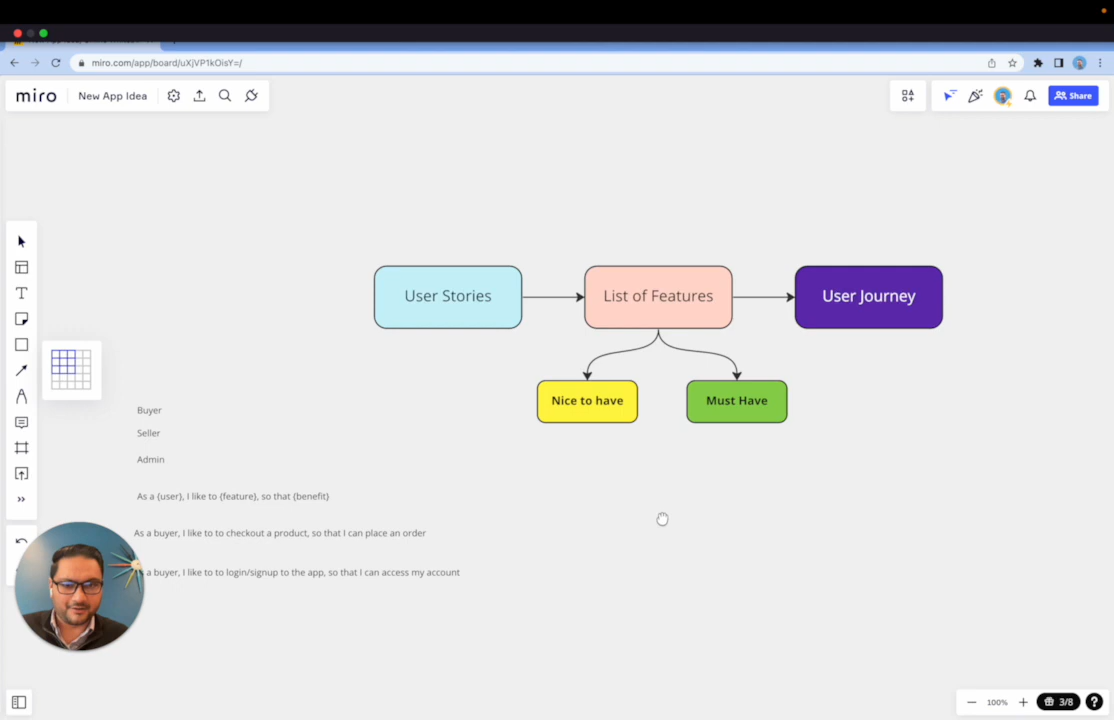 miro.com/app/board/uXjVP1kOisY=/
miro
New App Idea
Share
User Stories
List of Features
User Journey
Nice to have
Must Have
Buyer
Seller
Admin
As a {user}, I like to {feature}, so that {benefit}
As a buyer, I like to to checkout a product, so that I can place an order
a buyer, I like to to login/signup to the app, so that I can access my account
100%
3/8
?